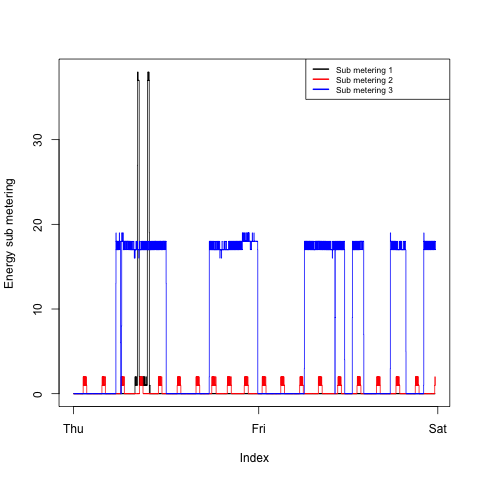 Sub metering 1
Sub metering 2
Sub metering 3
Energy sub metering
30
20
10
0
Thu Fri Sat
Index